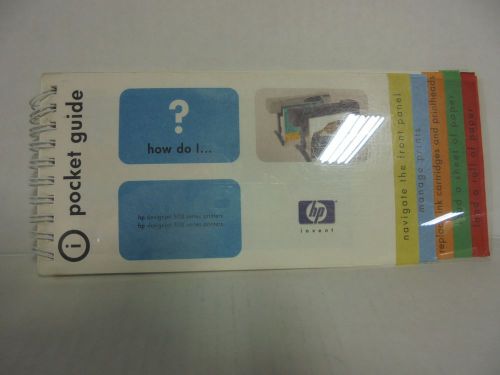 i pocket guide
?
how do I...
hp designjet 500 series printers
hp designjet 800 series printers
hp
invent
navigate the front panel
manage prints
replace ink cartridges and printheads
load a sheet of paper
load a roll of paper